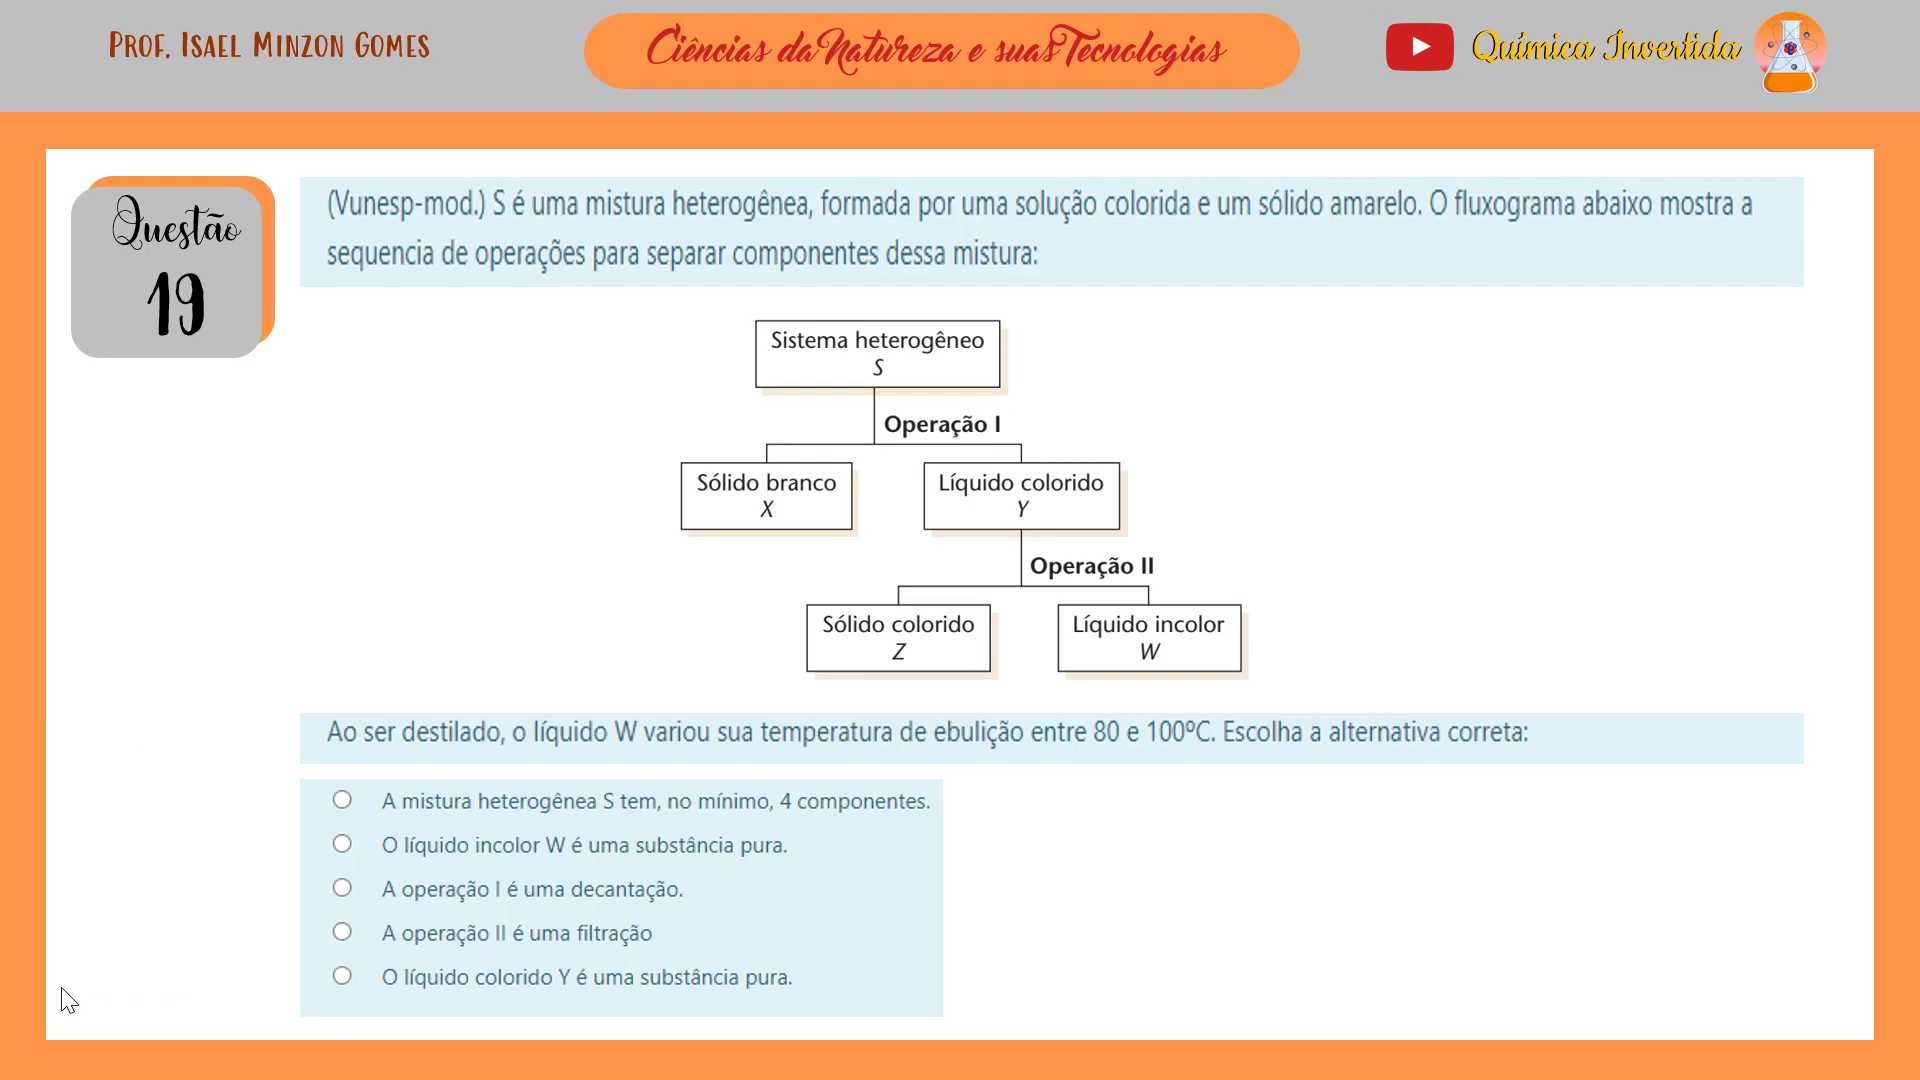 Prof. Isael Minzon Gomes
Ciências da Natureza e suas Tecnologias
Química Invertida
Questão
19
(Vunesp-mod.) S é uma mistura heterogênea, formada por uma solução colorida e um sólido amarelo. O fluxograma abaixo mostra a
sequencia de operações para separar componentes dessa mistura:
Sistema heterogêneo
S
Operação I
Sólido branco
X
Líquido colorido
Y
Operação II
Sólido colorido
Z
Líquido incolor
W
Ao ser destilado, o líquido W variou sua temperatura de ebulição entre 80 e 100ºC. Escolha a alternativa correta:
A mistura heterogênea S tem, no mínimo, 4 componentes.
O líquido incolor W é uma substância pura.
A operação I é uma decantação.
A operação II é uma filtração
O líquido colorido Y é uma substância pura.